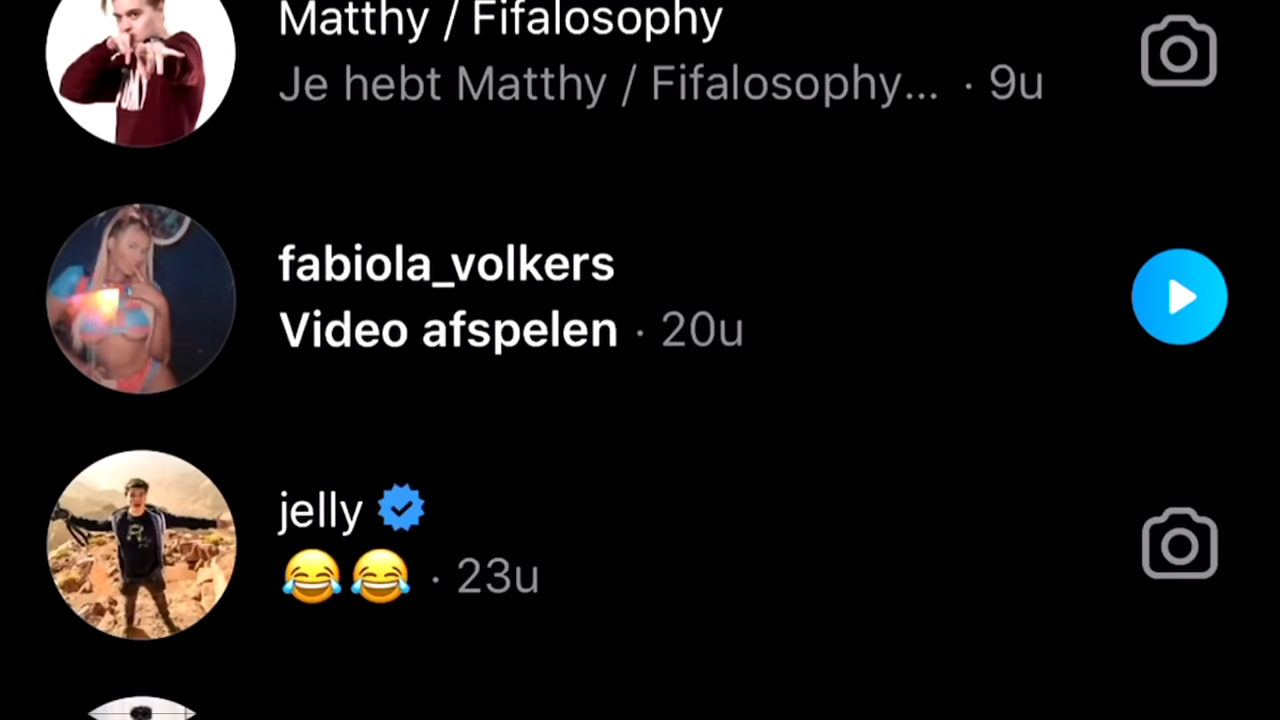 Matthy / Fifalosophy
Je hebt Matthy / Fifalosophy... · 9u
fabiola_volkers
Video afspelen · 20u
jelly
😂😂 · 23u